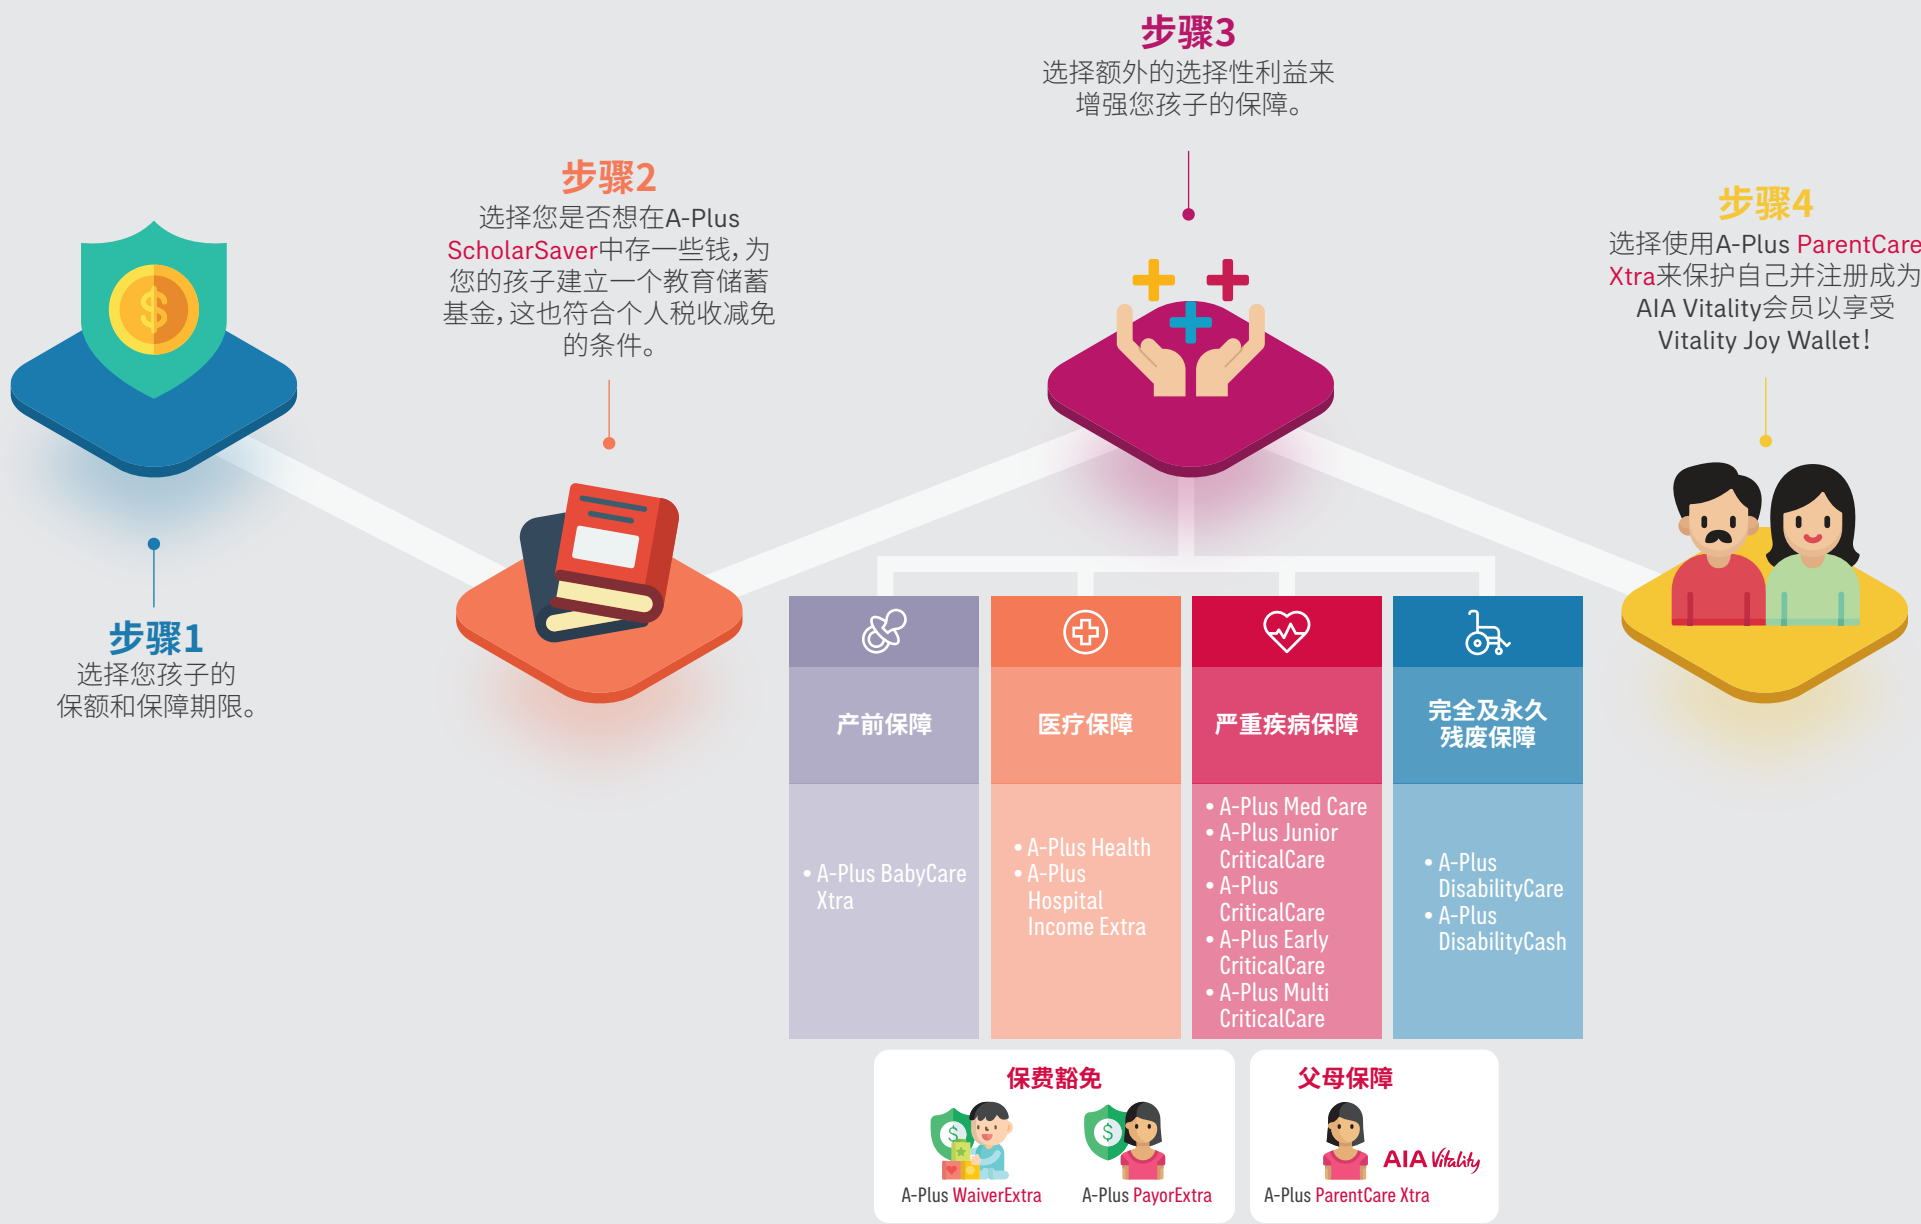 步骤1
选择您孩子的
保额和保障期限。
步骤2
选择您是否想在A-Plus
ScholarSaver中存一些钱，为
您的孩子建立一个教育储蓄
基金，这也符合个人税收减免
的条件。
步骤3
选择额外的选择性利益来
增强您孩子的保障。
步骤4
选择使用A-Plus ParentCare
Xtra来保护自己并注册成为
AIA Vitality会员以享受
Vitality Joy Wallet！
产前保障
• A-Plus BabyCare
Xtra
医疗保障
• A-Plus Health
• A-Plus
Hospital
Income Extra
严重疾病保障
• A-Plus Med Care
• A-Plus Junior
CriticalCare
• A-Plus
CriticalCare
• A-Plus Early
CriticalCare
• A-Plus Multi
CriticalCare
完全及永久
残废保障
• A-Plus
DisabilityCare
• A-Plus
DisabilityCash
保费豁免
A-Plus WaiverExtra
A-Plus PayorExtra
父母保障
AIA Vitality
A-Plus ParentCare Xtra